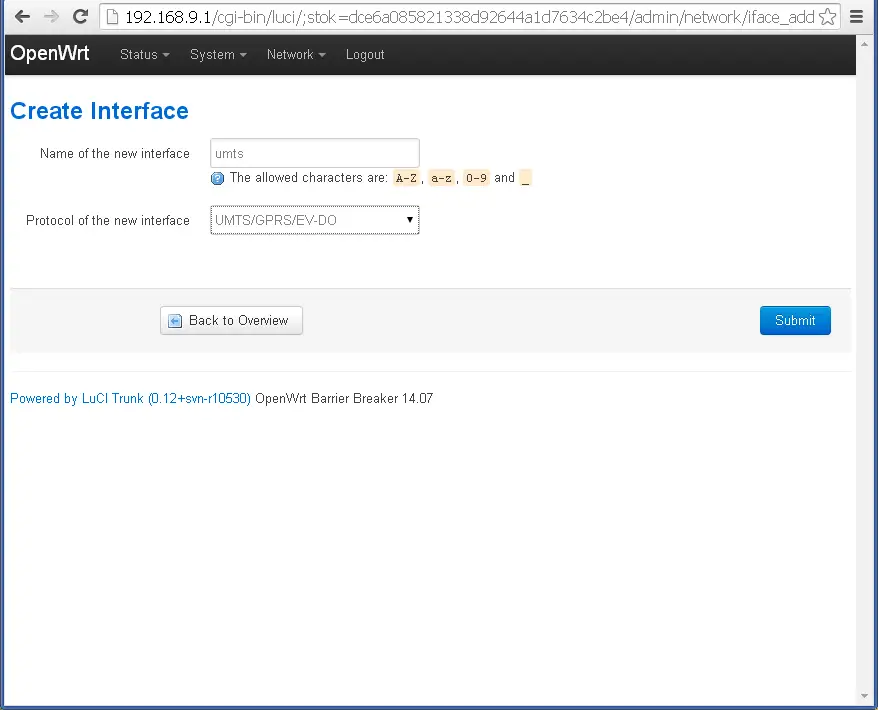 192.168.9.1/cgi-bin/luci/;stok=dce6a085821338d92644a1d7634c2be4/admin/network/iface_add
OpenWrt Status System Network Logout
Create Interface
Name of the new interface umts
The allowed characters are: A-Z, a-z, 0-9 and _
Protocol of the new interface UMTS/GPRS/EV-DO
Back to Overview Submit
Powered by LuCI Trunk (0.12+svn-r10530) OpenWrt Barrier Breaker 14.07